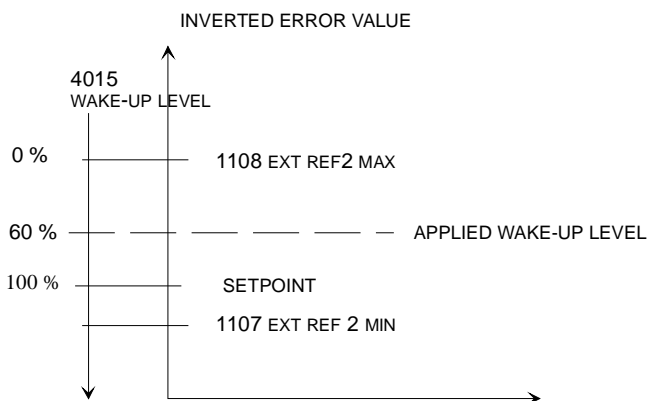 INVERTED ERROR VALUE
4015
WAKE-UP LEVEL
0 %
1108 EXT REF2 MAX
60 %
APPLIED WAKE-UP LEVEL
100 %
SETPOINT
1107 EXT REF 2 MIN